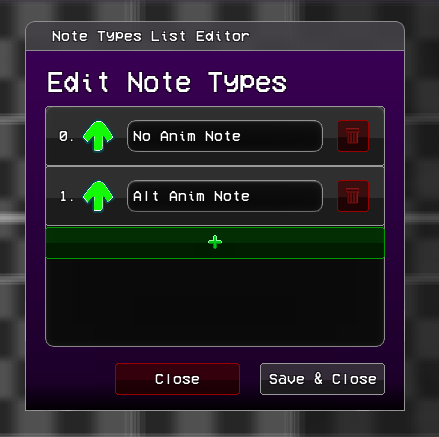 Note Types List Editor
Edit Note Types
0. No Anim Note
1. Alt Anim Note
+
Close Save & Close